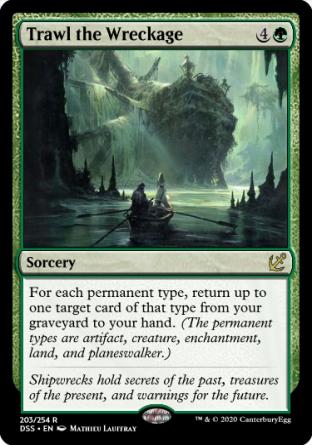 Trawl the Wreckage 4
Sorcery
For each permanent type, return up to
one target card of that type from your
graveyard to your hand. (The permanent
types are artifact, creature, enchantment,
land, and planeswalker.)
Shipwrecks hold secrets of the past, treasures
of the present, and warnings for the future.
203/254 R
DSS • EN Mathieu Lauffray
™ & © 2020 CanterburyEgg